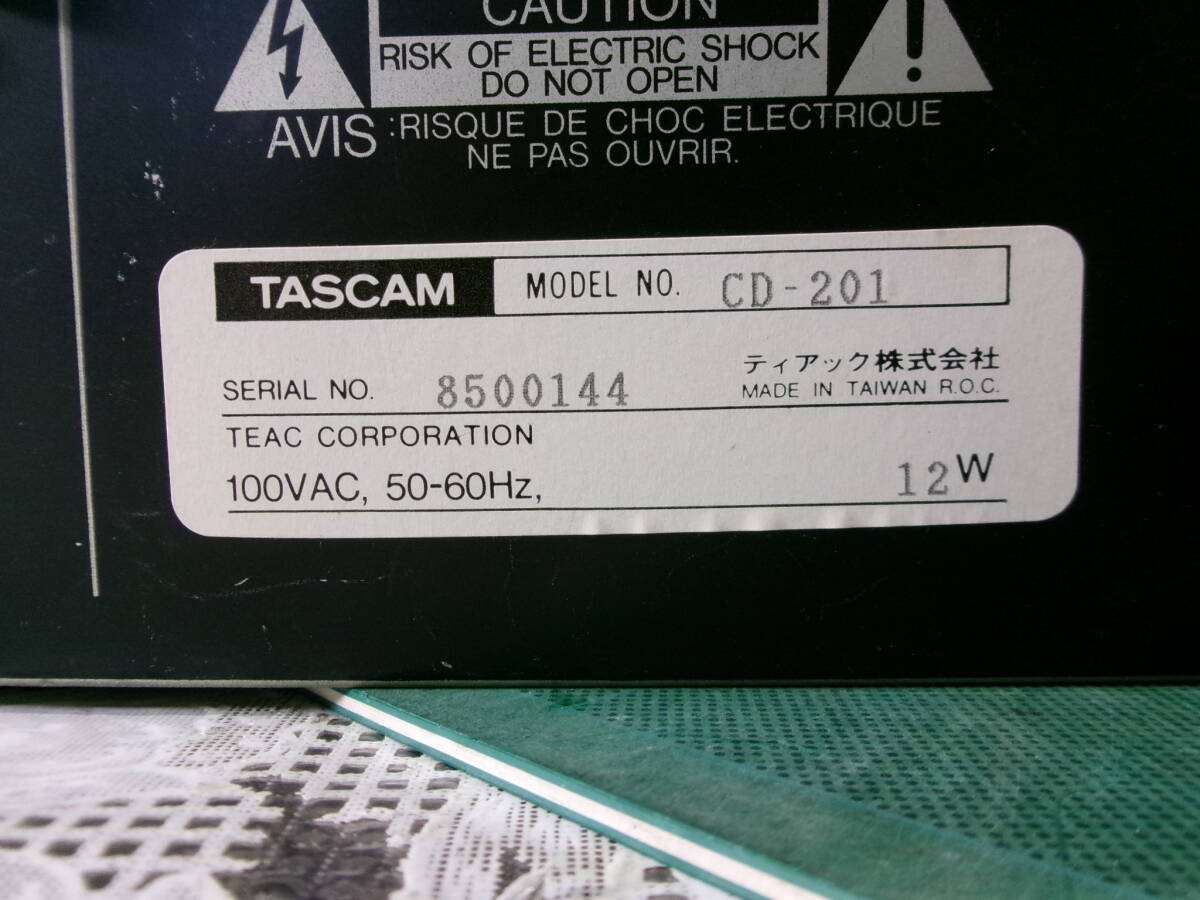 CAUTION
RISK OF ELECTRIC SHOCK
DO NOT OPEN
AVIS :RISQUE DE CHOC ELECTRIQUE
NE PAS OUVRIR.
TASCAM MODEL NO. CD-201
ティアック株式会社
SERIAL NO. 8500144 MADE IN TAIWAN R.O.C.
TEAC CORPORATION
100VAC, 50-60Hz, 12W